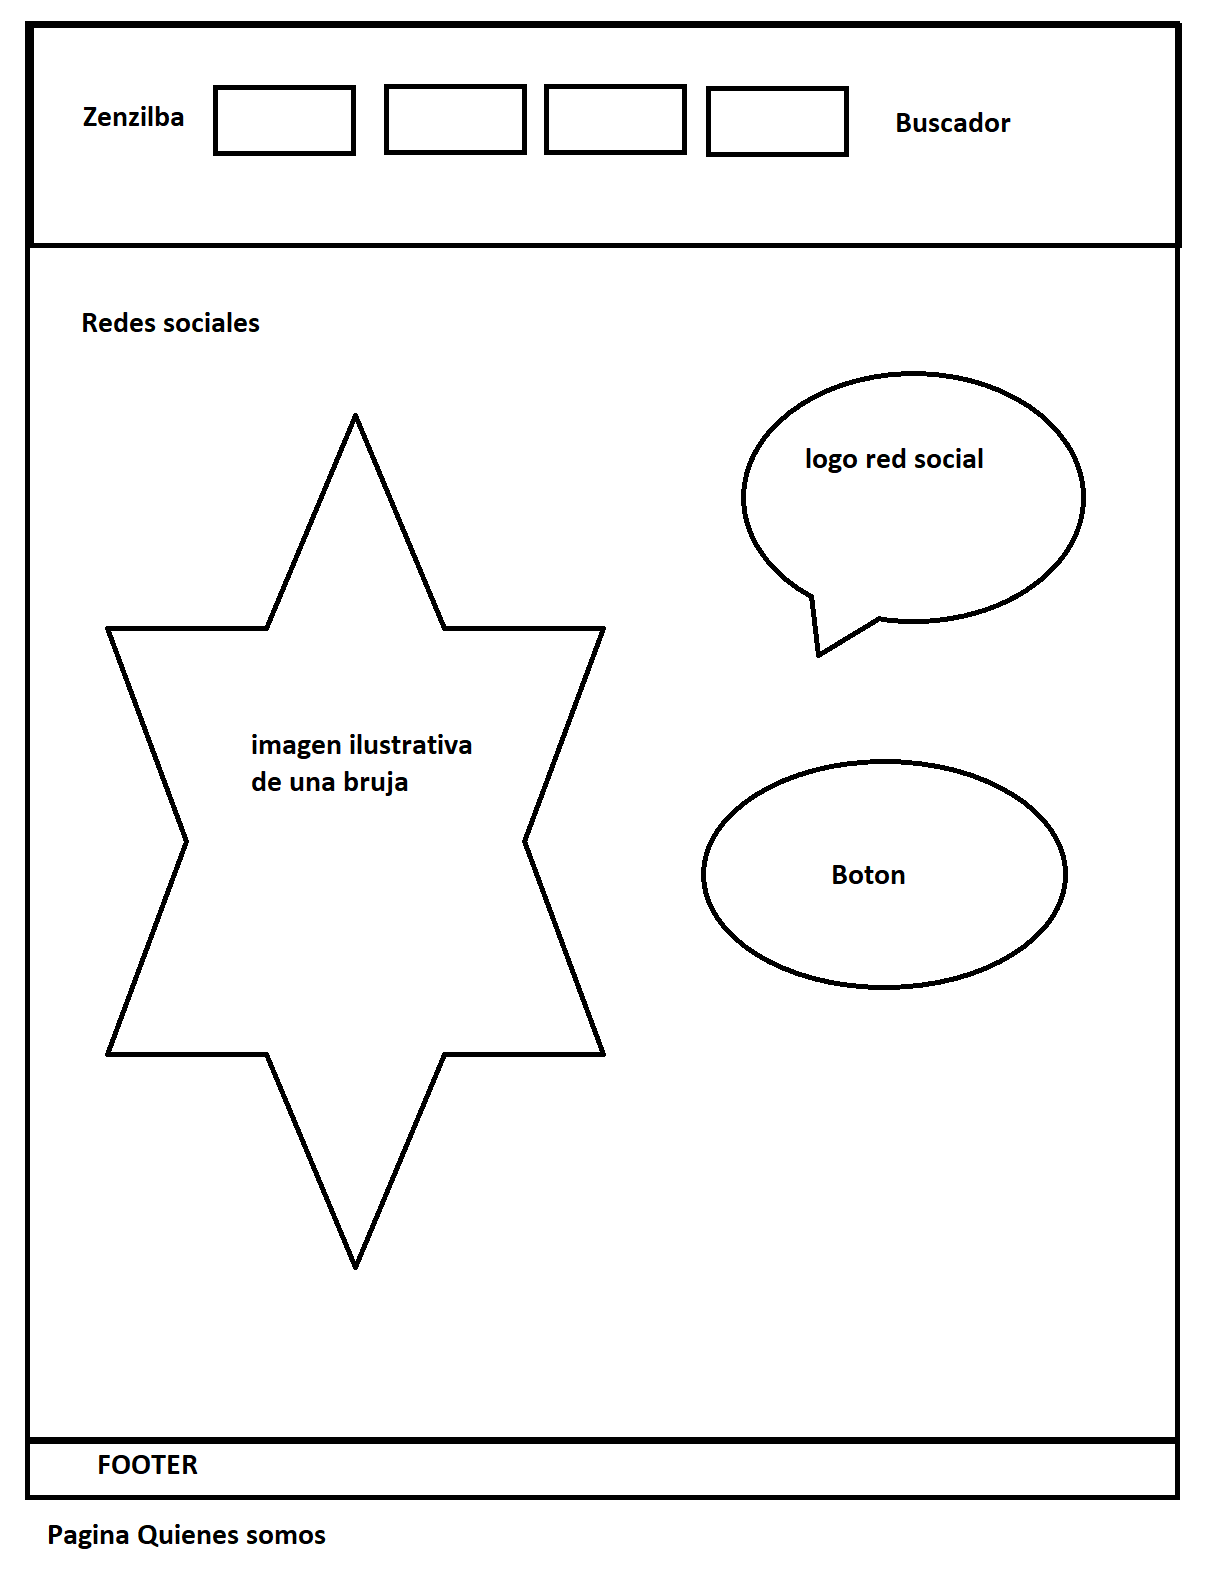 Zenzilba
Buscador
Redes sociales
logo red social
imagen ilustrativa
de una bruja
Boton
FOOTER
Pagina Quienes somos